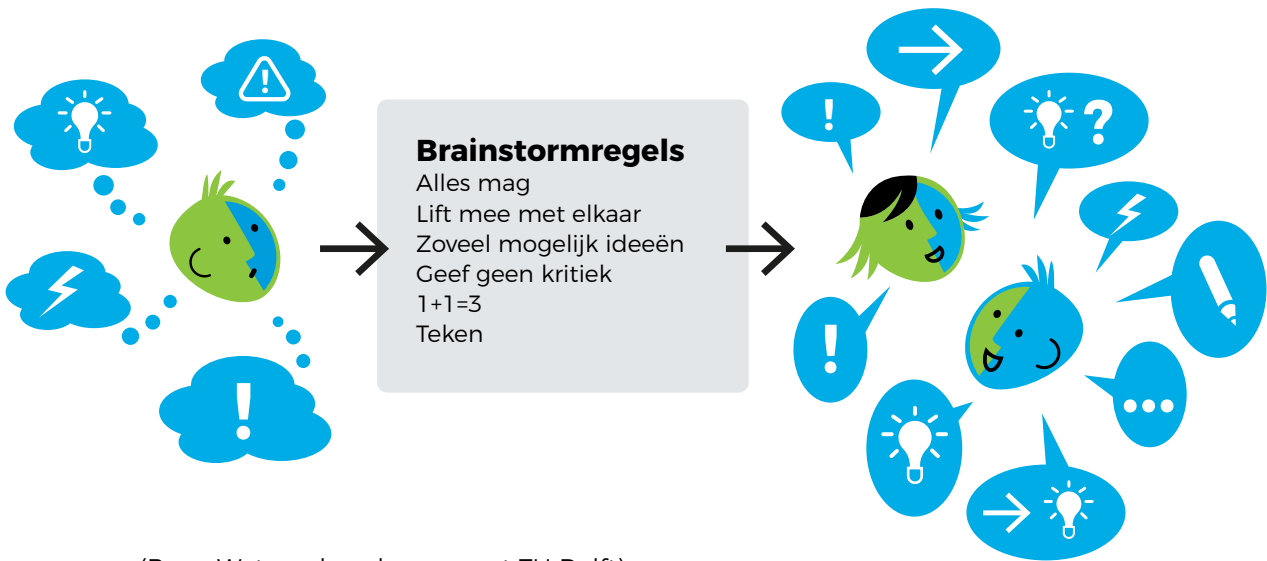 Brainstormregels
Alles mag
Lift mee met elkaar
Zoveel mogelijk ideeën
Geef geen kritiek
1+1=3
Teken